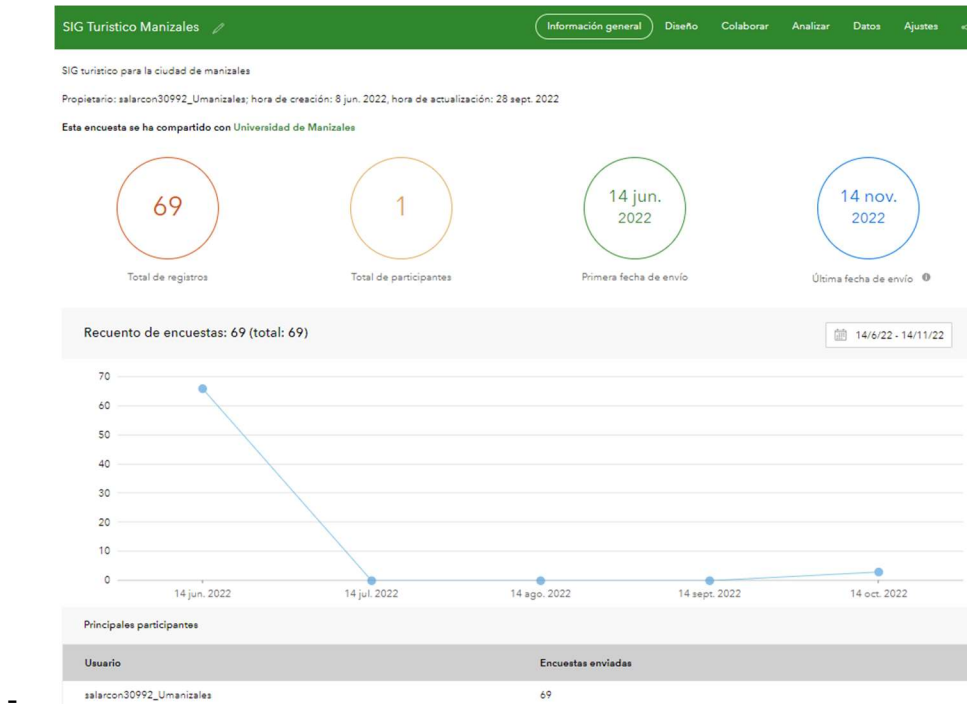 SIG Turistico Manizales
Información general Diseño Colaborar Analizar Datos Ajustes
SIG turistico para la ciudad de manizales
Propietario: salarcon30992_Umanizales; hora de creación: 8 jun. 2022, hora de actualización: 28 sept. 2022
Esta encuesta se ha compartido con Universidad de Manizales
69
1
14 jun.
2022
14 nov.
2022
Total de registros
Total de participantes
Primera fecha de envío
Última fecha de envío
Recuento de encuestas: 69 (total: 69)
14/6/22 - 14/11/22
70
60
50
40
30
20
10
0
14 jun. 2022 14 jul. 2022 14 ago. 2022 14 sept. 2022 14 oct. 2022
Principales participantes
Usuario Encuestas enviadas
salarcon30992_Umanizales 69